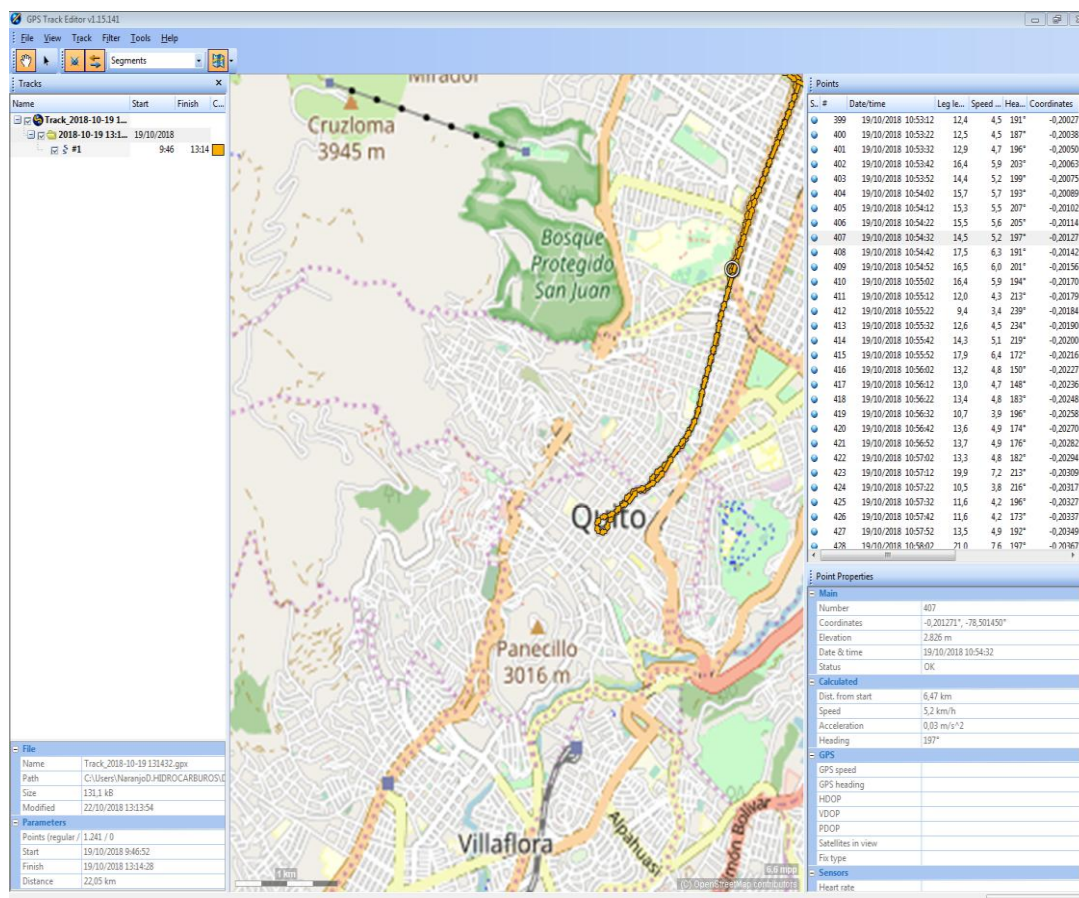 GPS Track Editor v1.15.141
File View Track Filter Tools Help
Segments
Tracks
Name Start Finish C...
Track_2018-10-19 1...
2018-10-19 13:1... 19/10/2018
#1 9:46 13:14
File
Name Track_2018-10-19 131432.gpx
Path C:\Users\NaranjoD.HIDROCARBUROS\D
Size 131,1 kB
Modified 22/10/2018 13:13:54
Parameters
Points (regular / 1.241 / 0
Start 19/10/2018 9:46:52
Finish 19/10/2018 13:14:28
Distance 22,05 km
Mirador
Cruzloma
3945 m
Bosque
Protegido
San Juan
Quito
Panecillo
3016 m
Villaflora
Alpahuasi
Simón Bolívar
1 km
6,6 mpp
(C) OpenStreetMap contributors
Points
S.. # Date/time Leg le... Speed ... Hea... Coordinates
399 19/10/2018 10:53:12 12,4 4,5 191° -0,20027
400 19/10/2018 10:53:22 12,5 4,5 187° -0,20038
401 19/10/2018 10:53:32 12,9 4,7 196° -0,20050
402 19/10/2018 10:53:42 16,4 5,9 203° -0,20063
403 19/10/2018 10:53:52 14,4 5,2 199° -0,20075
404 19/10/2018 10:54:02 15,7 5,7 193° -0,20089
405 19/10/2018 10:54:12 15,3 5,5 207° -0,20102
406 19/10/2018 10:54:22 15,5 5,6 205° -0,20114
407 19/10/2018 10:54:32 14,5 5,2 197° -0,20127
408 19/10/2018 10:54:42 17,5 6,3 191° -0,20142
409 19/10/2018 10:54:52 16,5 6,0 201° -0,20156
410 19/10/2018 10:55:02 16,4 5,9 194° -0,20170
411 19/10/2018 10:55:12 12,0 4,3 213° -0,20179
412 19/10/2018 10:55:22 9,4 3,4 239° -0,20184
413 19/10/2018 10:55:32 12,6 4,5 234° -0,20190
414 19/10/2018 10:55:42 14,3 5,1 219° -0,20200
415 19/10/2018 10:55:52 17,9 6,4 172° -0,20216
416 19/10/2018 10:56:02 13,2 4,8 150° -0,20227
417 19/10/2018 10:56:12 13,0 4,7 148° -0,20236
418 19/10/2018 10:56:22 13,4 4,8 183° -0,20248
419 19/10/2018 10:56:32 10,7 3,9 196° -0,20258
420 19/10/2018 10:56:42 13,6 4,9 174° -0,20270
421 19/10/2018 10:56:52 13,7 4,9 176° -0,20282
422 19/10/2018 10:57:02 13,3 4,8 182° -0,20294
423 19/10/2018 10:57:12 19,9 7,2 213° -0,20309
424 19/10/2018 10:57:22 10,5 3,8 216° -0,20317
425 19/10/2018 10:57:32 11,6 4,2 196° -0,20327
426 19/10/2018 10:57:42 11,6 4,2 173° -0,20337
427 19/10/2018 10:57:52 13,5 4,9 192° -0,20349
428 19/10/2018 10:58:02 21,0 7,6 197° -0,20367
Point Properties
Main
Number 407
Coordinates -0,201271°, -78,501450°
Elevation 2.826 m
Date & time 19/10/2018 10:54:32
Status OK
Calculated
Dist. from start 6,47 km
Speed 5,2 km/h
Acceleration 0,03 m/s^2
Heading 197°
GPS
GPS speed
GPS heading
HDOP
VDOP
PDOP
Satellites in view
Fix type
Sensors
Heart rate